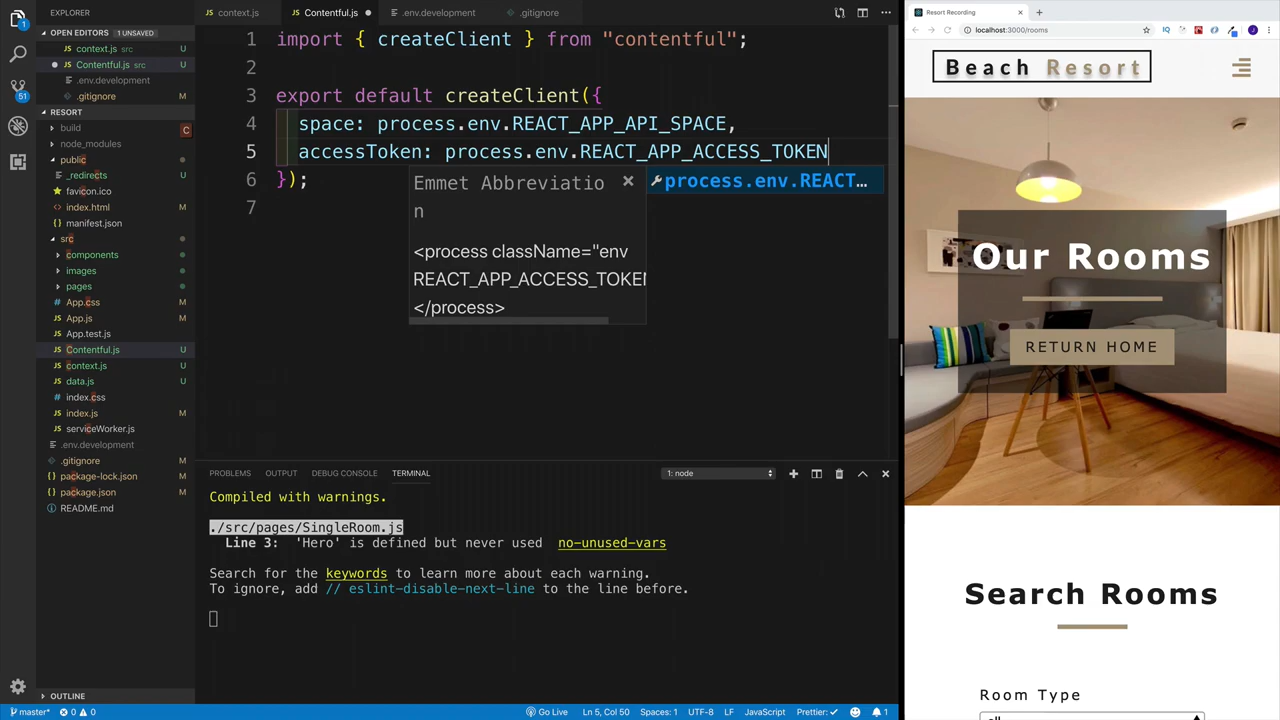 EXPLORER
OPEN EDITORS 1 UNSAVED
context.js src
Contentful.js src U
.env.development
.gitignore M
RESORT
build
node_modules
public
_redirects U
favicon.ico M
index.html M
manifest.json M
src
components
images
pages
App.css M
App.js M
App.test.js
Contentful.js U
context.js U
data.js U
index.css M
index.js M
serviceWorker.js
.env.development
.gitignore M
package-lock.json M
package.json M
README.md
OUTLINE
1
51
C
context.js
Contentful.js
.env.development
.gitignore
1 import { createClient } from "contentful";
2
3 export default createClient({
4 space: process.env.REACT_APP_API_SPACE,
5 accessToken: process.env.REACT_APP_ACCESS_TOKEN
6 });
7
Emmet Abbreviatio
n
<process className="env
REACT_APP_ACCESS_TOKEN
</process>
process.env.REACT…
PROBLEMS OUTPUT DEBUG CONSOLE TERMINAL 1: node
Compiled with warnings.
./src/pages/SingleRoom.js
Line 3: 'Hero' is defined but never used no-unused-vars
Search for the keywords to learn more about each warning.
To ignore, add // eslint-disable-next-line to the line before.
master* 0 0 Go Live Ln 5, Col 50 Spaces: 1 UTF-8 LF JavaScript Prettier: ✓ 1
Resort Recording
localhost:3000/rooms
IQ
J
Beach Resort
Our Rooms
RETURN HOME
Search Rooms
Room Type